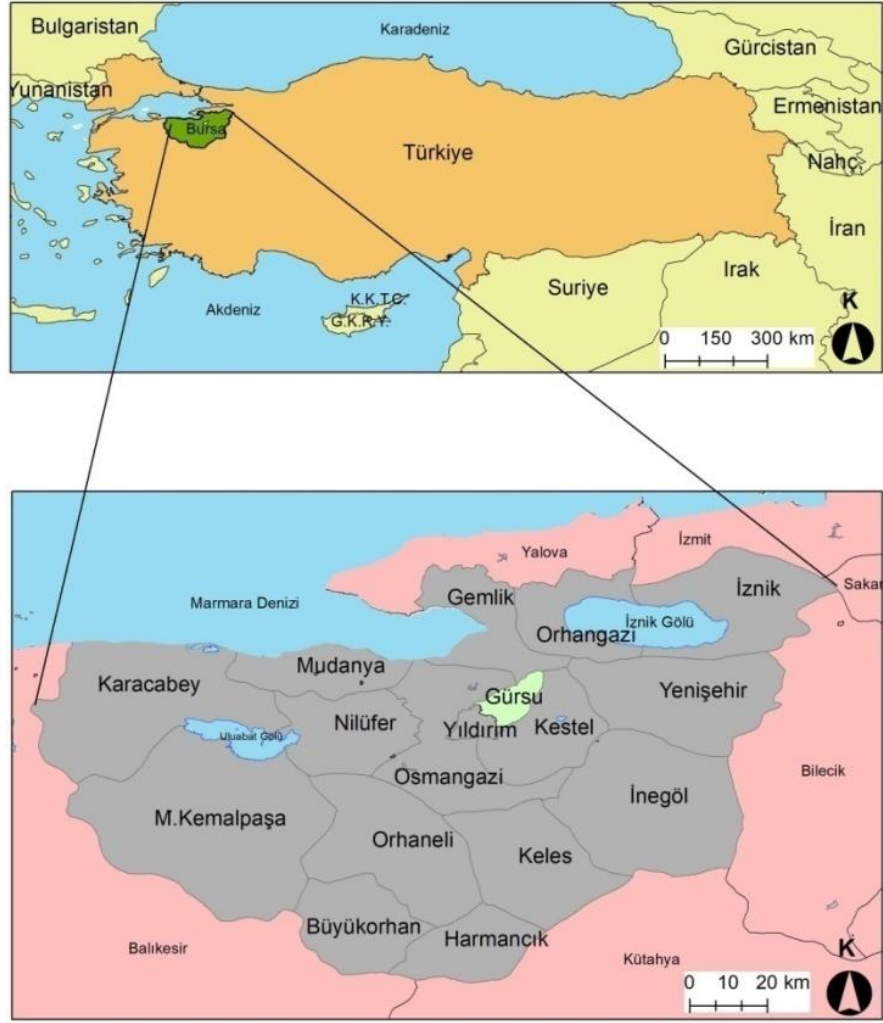 Bulgaristan
Karadeniz
Gürcistan
Yunanistan
Ermenistan
Bursa
Türkiye
Nahç.
İran
Suriye
Irak
K.K.T.C.
Akdeniz
G.K.R.Y.
K
0 150 300 km
Yalova
İzmit
Sakar
Gemlik
İznik
Marmara Denizi
İznik Gölü
Orhangazi
Mudanya
Karacabey
Gürsu
Yenişehir
Nilüfer
Yıldırım
Kestel
Uluabat Gölü
Osmangazi
Bilecik
İnegöl
M.Kemalpaşa
Orhaneli
Keles
Büyükorhan
Harmancık
Balıkesir
Kütahya
K
0 10 20 km